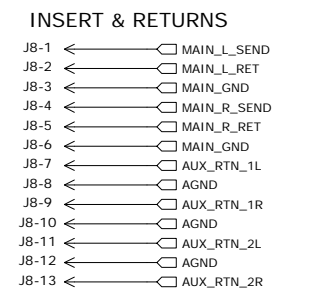 INSERT & RETURNS
J8-1 MAIN_L_SEND
J8-2 MAIN_L_RET
J8-3 MAIN_GND
J8-4 MAIN_R_SEND
J8-5 MAIN_R_RET
J8-6 MAIN_GND
J8-7 AUX_RTN_1L
J8-8 AGND
J8-9 AUX_RTN_1R
J8-10 AGND
J8-11 AUX_RTN_2L
J8-12 AGND
J8-13 AUX_RTN_2R